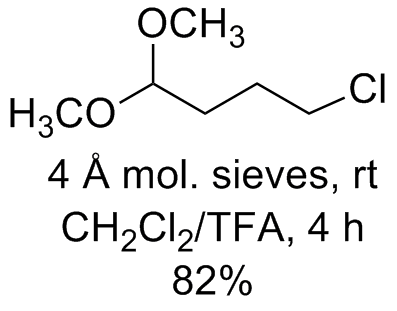 OCH₃
H₃CO
Cl
4 Å mol. sieves, rt
CH₂Cl₂/TFA, 4 h
82%